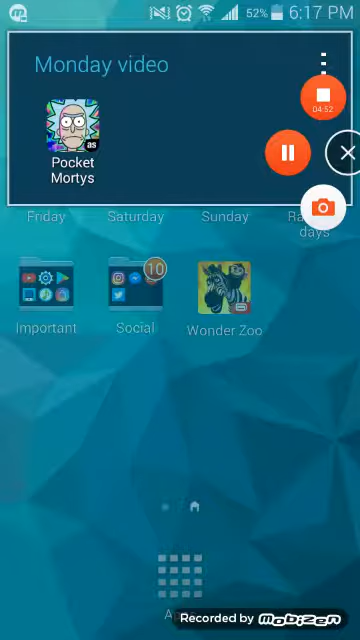 52% 6:17 PM
Monday video
04:52
as
Pocket
Mortys
Friday Saturday Sunday
days
10
Important Social Wonder Zoo
Recorded by Mobizen